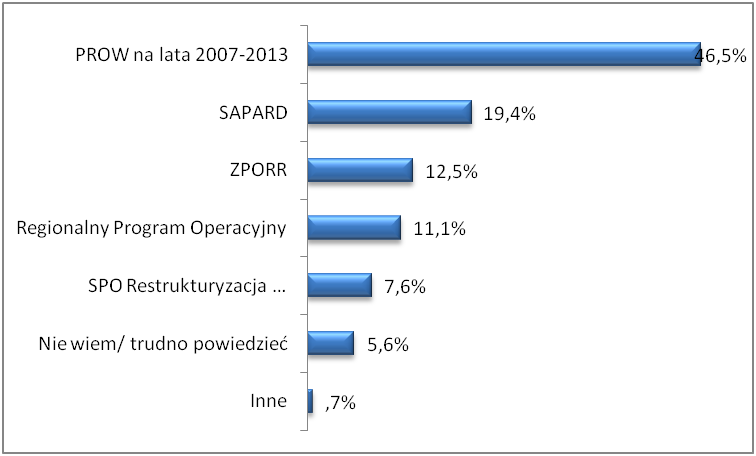 PROW na lata 2007-2013 46,5%
SAPARD 19,4%
ZPORR 12,5%
Regionalny Program Operacyjny 11,1%
SPO Restrukturyzacja ... 7,6%
Nie wiem/ trudno powiedzieć 5,6%
Inne ,7%